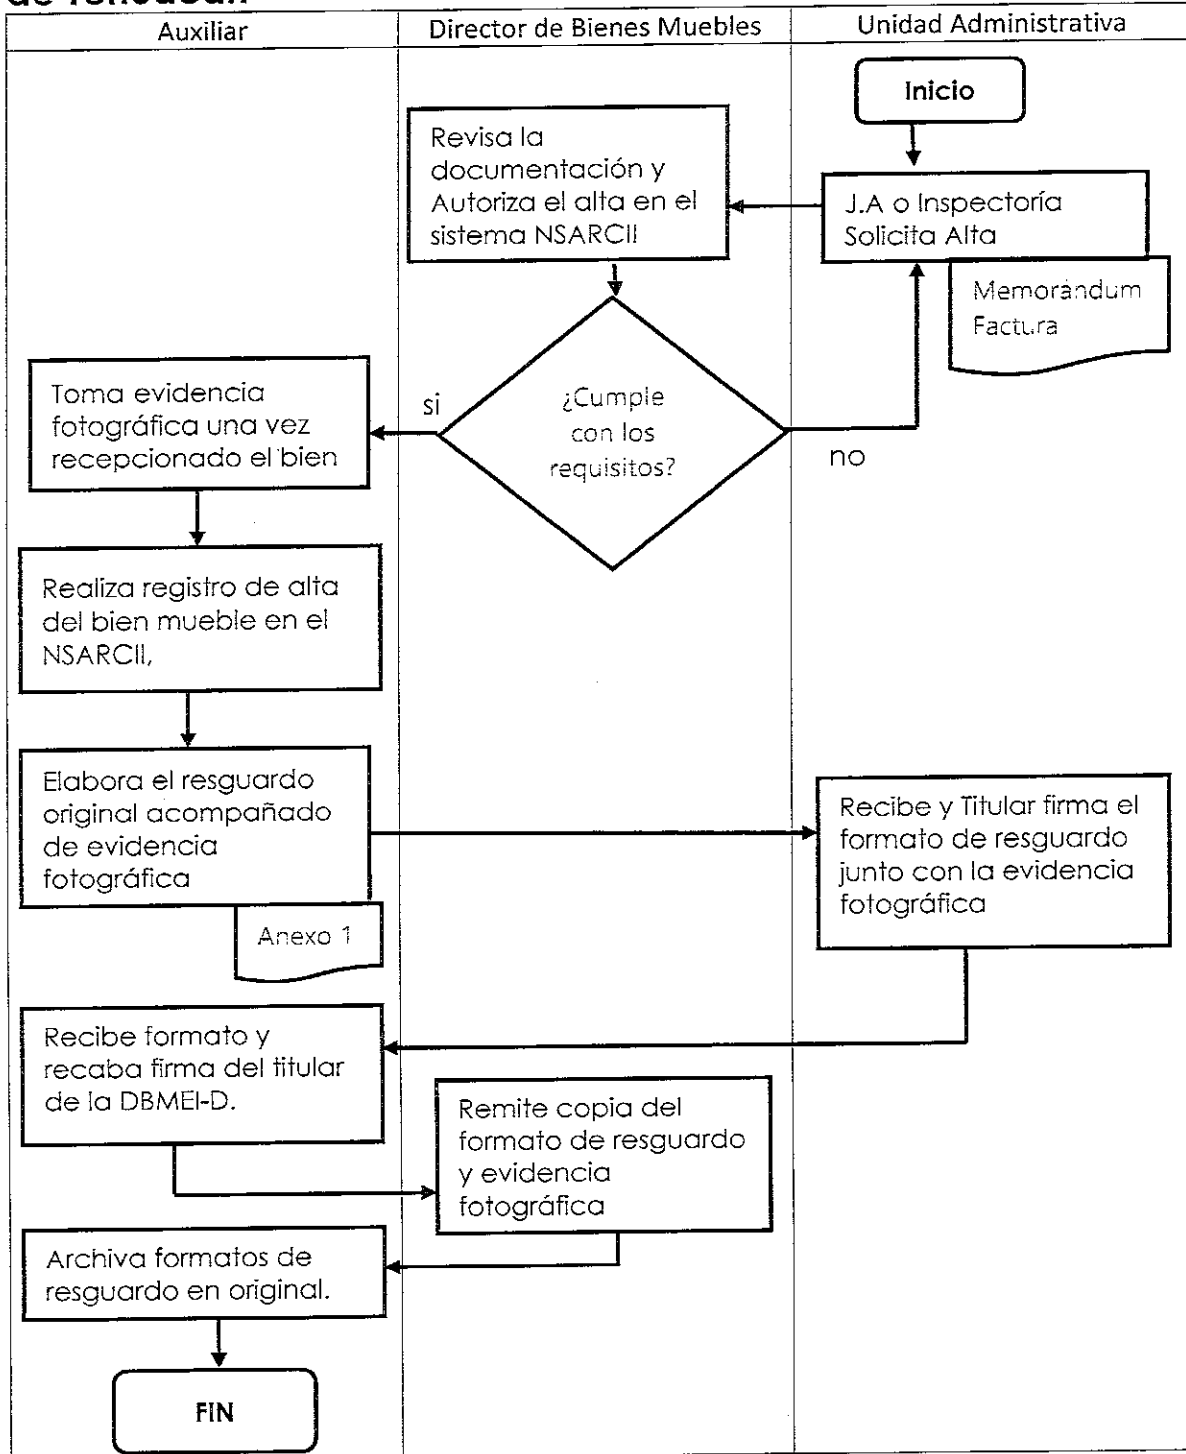 Auxiliar
Director de Bienes Muebles
Unidad Administrativa
Inicio
J.A o Inspectoría
Solicita Alta
Memorándum
Factura
Revisa la
documentación y
Autoriza el alta en el
sistema NSARCII
¿Cumple
con los
requisitos?
si
no
Toma evidencia
fotográfica una vez
recepcionado el bien
Realiza registro de alta
del bien mueble en el
NSARCII,
Elabora el resguardo
original acompañado
de evidencia
fotográfica
Anexo 1
Recibe y Titular firma el
formato de resguardo
junto con la evidencia
fotográfica
Recibe formato y
recaba firma del titular
de la DBMEI-D.
Remite copia del
formato de resguardo
y evidencia
fotográfica
Archiva formatos de
resguardo en original.
FIN